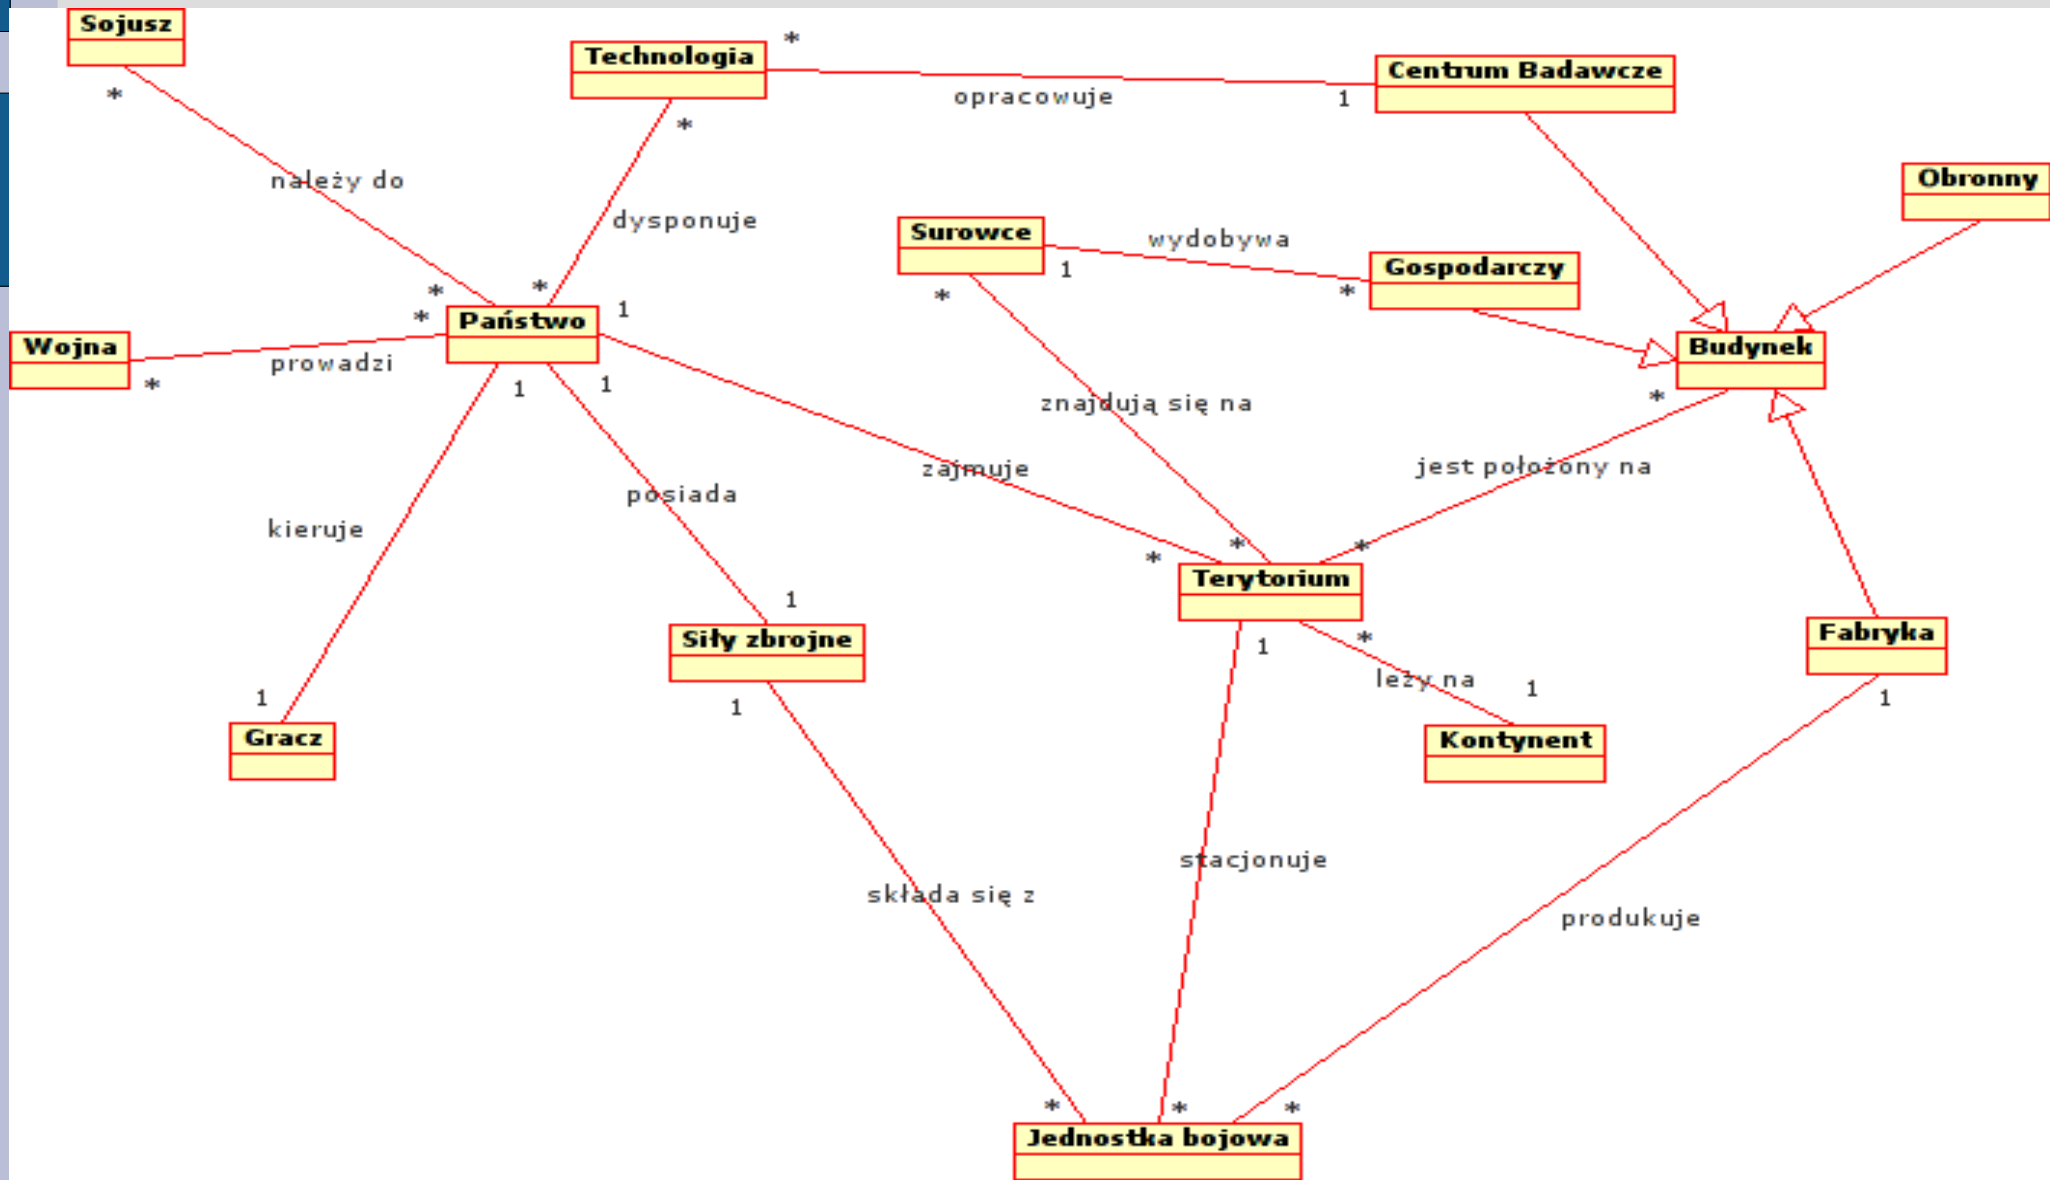 Sojusz
*
Technologia
*
*
opracowuje
1
Centrum Badawcze
należy do
dysponuje
Obronny
Surowce
wydobywa
1
*
Gospodarczy
*
*
*
*
1
Państwo
Wojna
prowadzi
*
1
1
Budynek
*
znajdują się na
zajmuje
jest położony na
posiada
kieruje
*
*
*
Terytorium
1
Siły zbrojne
1
*
Fabryka
leży na
1
1
1
1
Gracz
Kontynent
stacjonuje
składa się z
produkuje
*
*
*
Jednostka bojowa